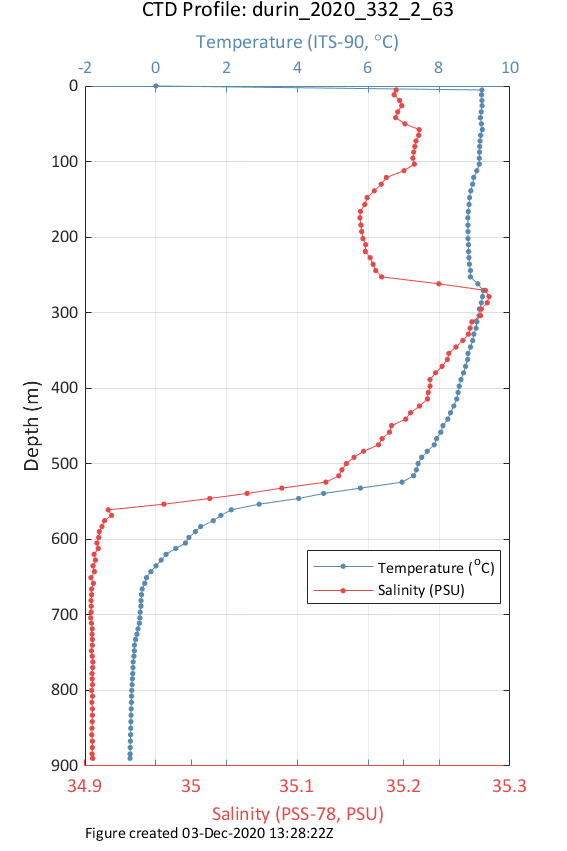 CTD Profile: durin_2020_332_2_63
Temperature (ITS-90, °C)
-2 0 2 4 6 8 10
0
100
200
300
400
500
600
700
800
900
Depth (m)
Temperature (°C)
Salinity (PSU)
34.9 35 35.1 35.2 35.3
Salinity (PSS-78, PSU)
Figure created 03-Dec-2020 13:28:22Z